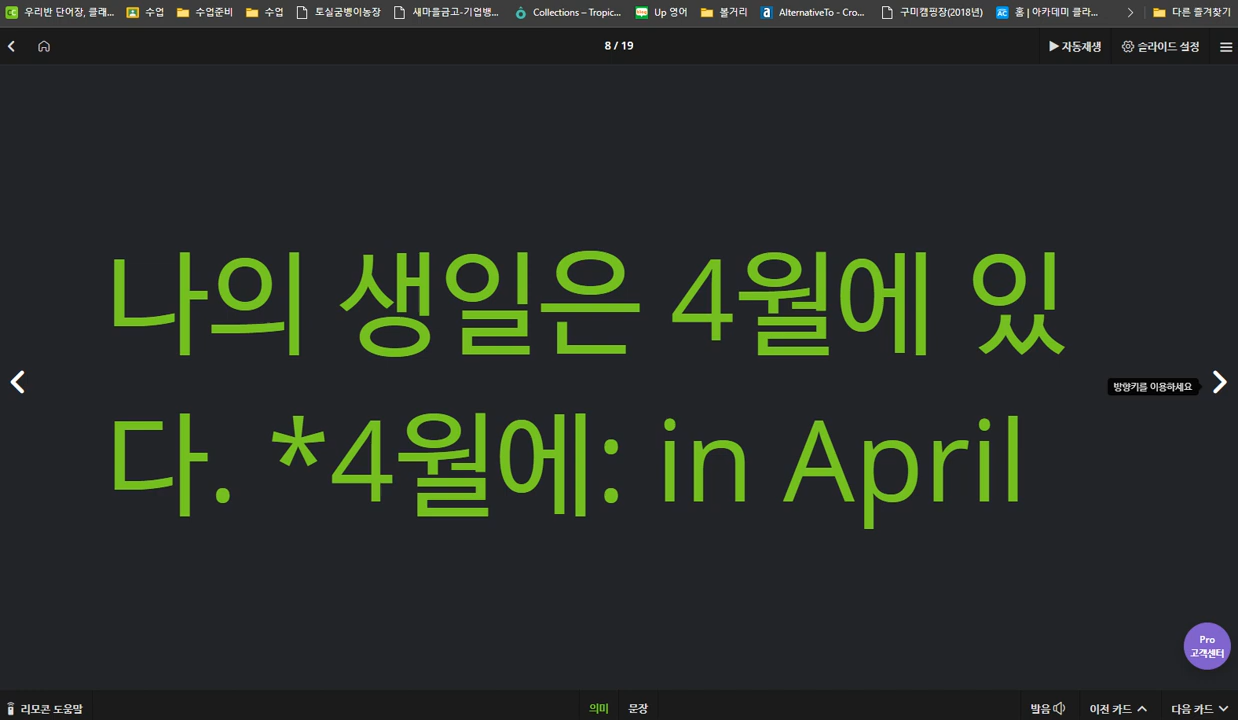 우리반 단어장, 클래... 수업 수업준비 수업 토실굼벵이농장 새마을금고-기업뱅... Collections – Tropic... Up 영어 볼거리 AlternativeTo - Cro... 구미캠핑장(2018년) 홈 | 아카데미 클라... 다른 즐겨찾기
8 / 19 자동재생 슬라이드 설정
나의 생일은 4월에 있
다. *4월에: in April
방향키를 이용하세요
Pro
고객센터
리모콘 도움말 의미 문장 발음 이전 카드 다음 카드